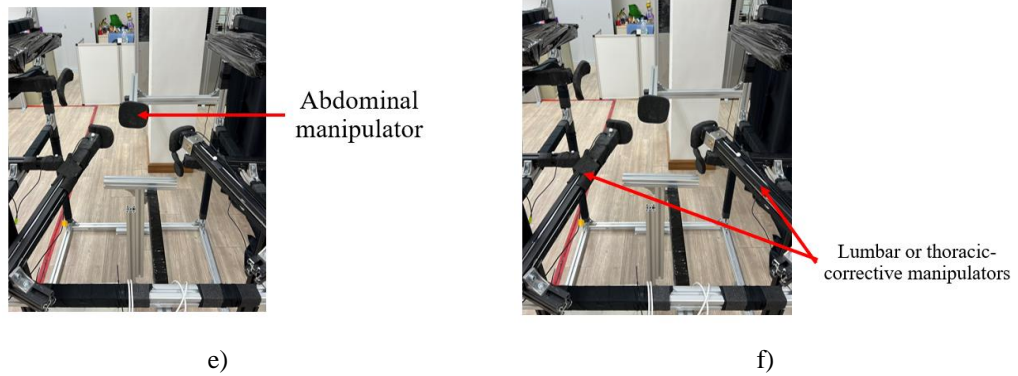 Abdominal
manipulator
Lumbar or thoracic-
corrective manipulators
e)
f)